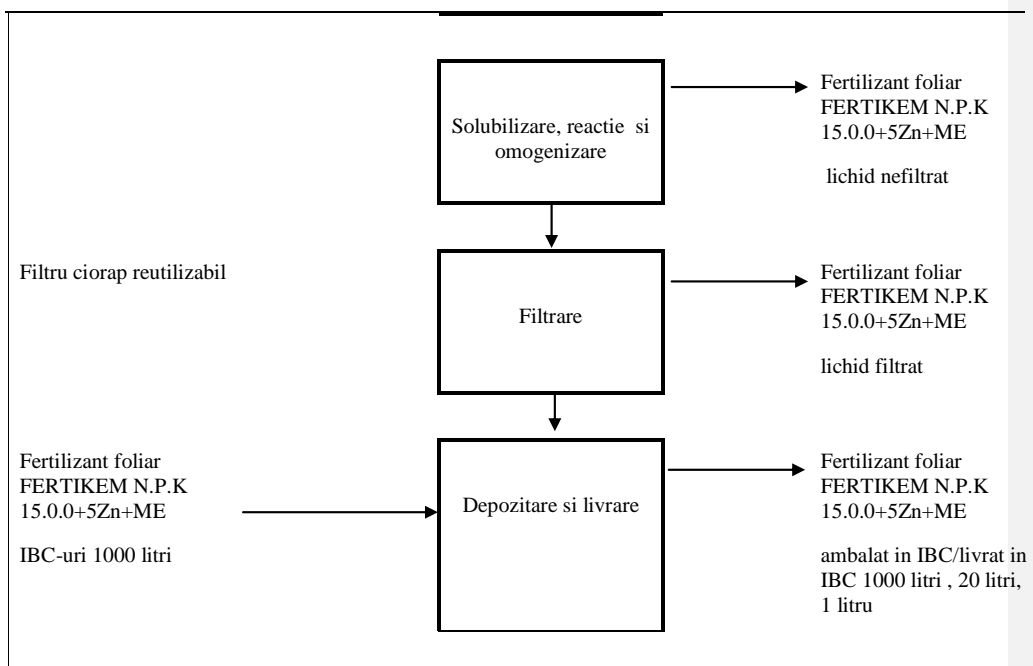 Solubilizare, reactie si
omogenizare
Fertilizant foliar
FERTIKEM N.P.K
15.0.0+5Zn+ME
lichid nefiltrat
Filtru ciorap reutilizabil
Filtrare
Fertilizant foliar
FERTIKEM N.P.K
15.0.0+5Zn+ME
lichid filtrat
Fertilizant foliar
FERTIKEM N.P.K
15.0.0+5Zn+ME
IBC-uri 1000 litri
Depozitare si livrare
Fertilizant foliar
FERTIKEM N.P.K
15.0.0+5Zn+ME
ambalat in IBC/livrat in
IBC 1000 litri , 20 litri,
1 litru